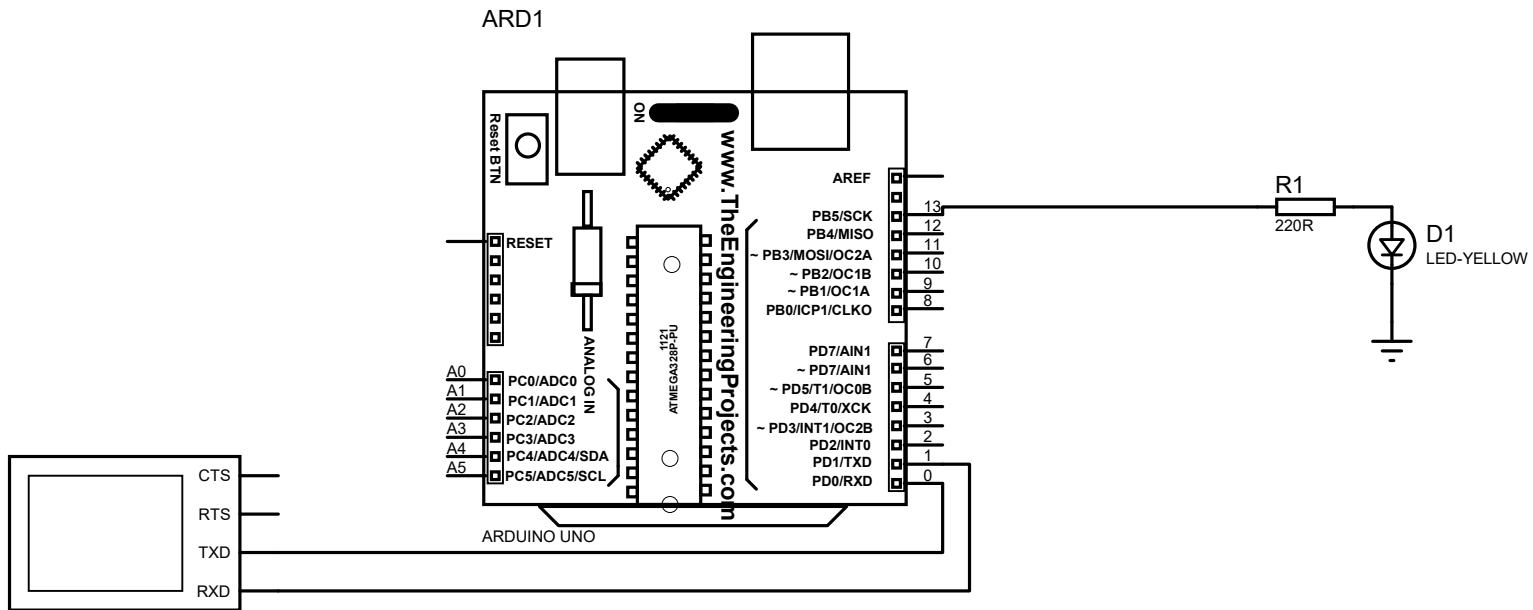 ARD1
ON
Reset BTN
www.TheEngineeringProjects.com
AREF
PB5/SCK
13
PB4/MISO
12
~ PB3/MOSI/OC2A
11
~ PB2/OC1B
10
~ PB1/OC1A
9
PB0/ICP1/CLKO
8
R1
220R
D1
LED-YELLOW
RESET
1121
ATMEGA328P-PU
ANALOG IN
PD7/AIN1
7
~ PD7/AIN1
6
~ PD5/T1/OC0B
5
PD4/T0/XCK
4
~ PD3/INT1/OC2B
3
PD2/INT0
2
PD1/TXD
1
PD0/RXD
0
A0
PC0/ADC0
A1
PC1/ADC1
A2
PC2/ADC2
A3
PC3/ADC3
A4
PC4/ADC4/SDA
A5
PC5/ADC5/SCL
ARDUINO UNO
CTS
RTS
TXD
RXD